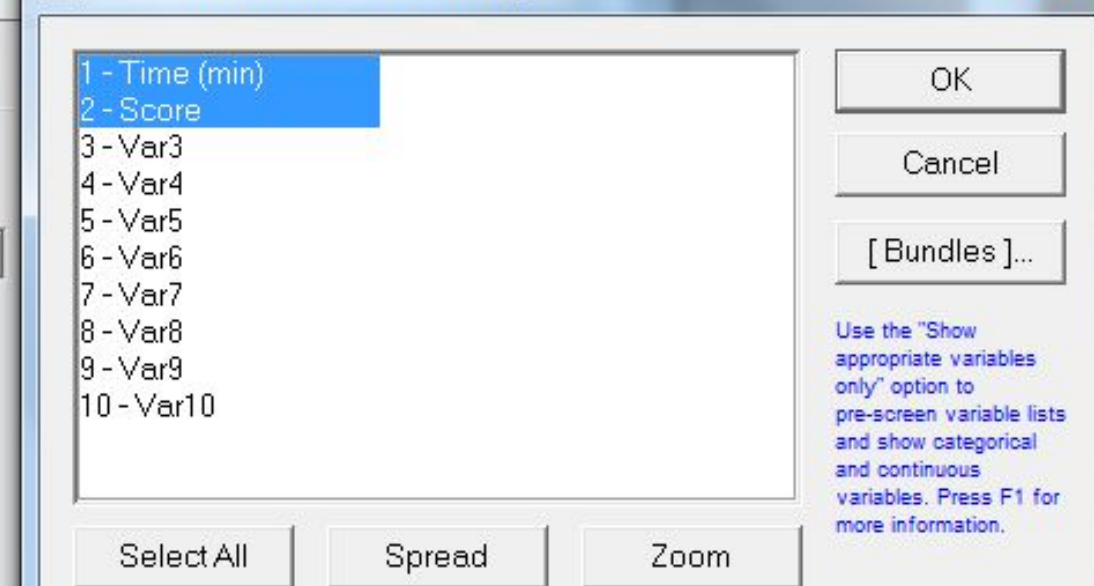 1 - Time (min)
2 - Score
3 - Var3
4 - Var4
5 - Var5
6 - Var6
7 - Var7
8 - Var8
9 - Var9
10 - Var10
OK
Cancel
[ Bundles ]...
Use the "Show
appropriate variables
only" option to
pre-screen variable lists
and show categorical
and continuous
variables. Press F1 for
more information.
Select All
Spread
Zoom